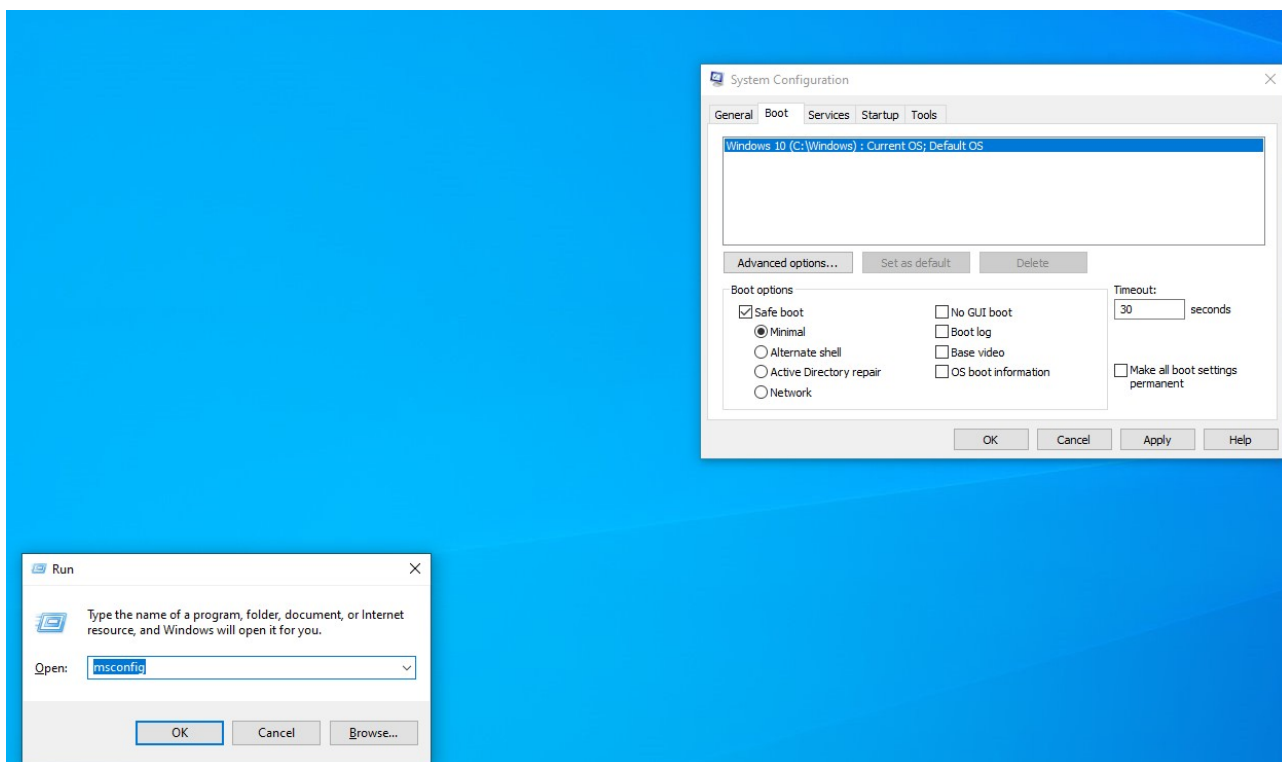 System Configuration
General Boot Services Startup Tools
Windows 10 (C:\Windows) : Current OS; Default OS
Advanced options... Set as default Delete
Boot options
Safe boot
Minimal
Alternate shell
Active Directory repair
Network
No GUI boot
Boot log
Base video
OS boot information
Timeout:
30 seconds
Make all boot settings
permanent
OK Cancel Apply Help
Run
Type the name of a program, folder, document, or Internet
resource, and Windows will open it for you.
Open: msconfig
OK Cancel Browse...